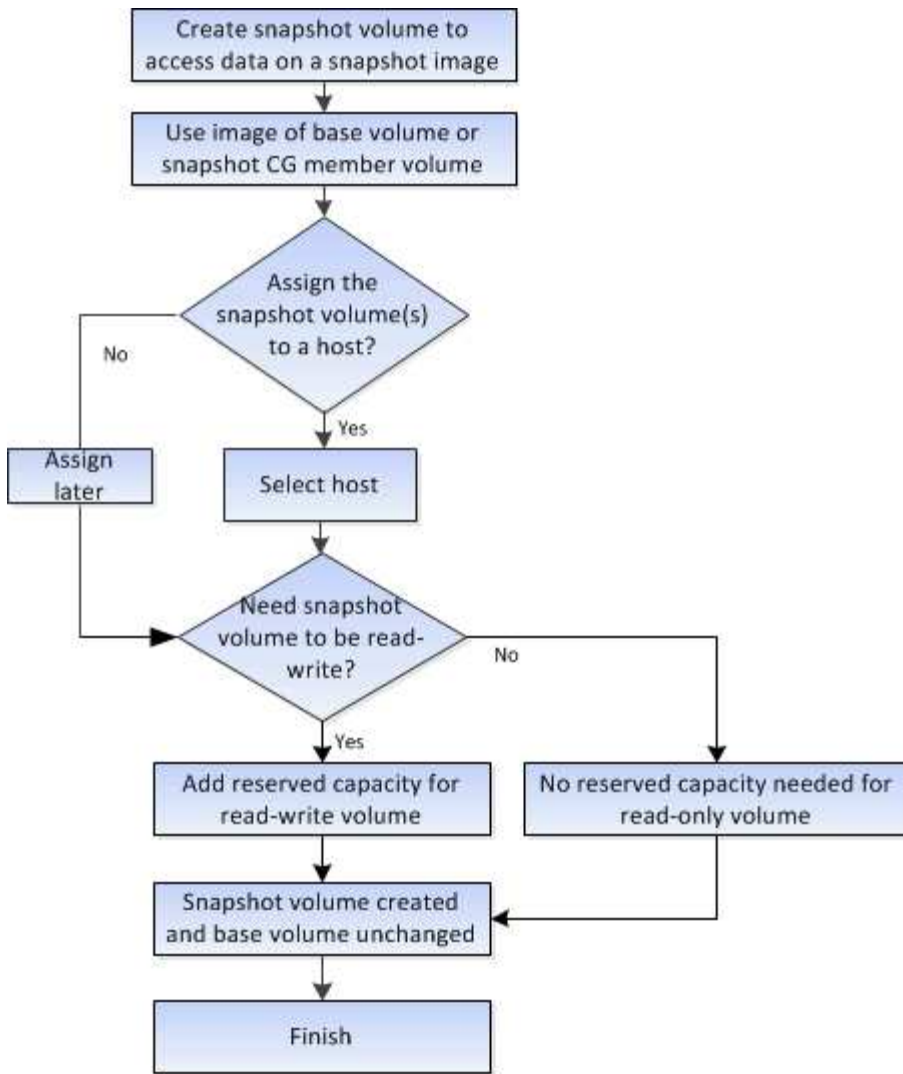 Create snapshot volume to
access data on a snapshot image
Use image of base volume or
snapshot CG member volume
Assign the
snapshot volume(s)
to a host?
No
Yes
Assign
later
Select host
Need snapshot
volume to be read-
write?
No
Yes
Add reserved capacity for
read-write volume
No reserved capacity needed for
read-only volume
Snapshot volume created
and base volume unchanged
Finish